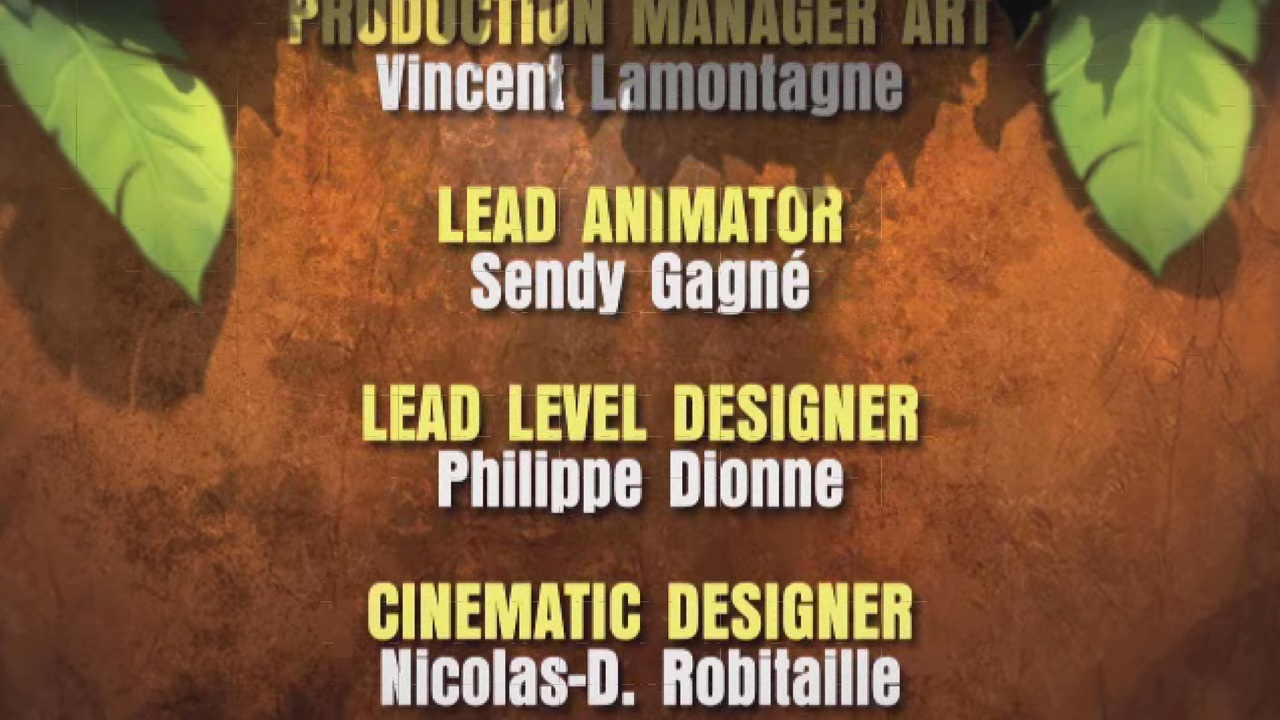 PRODUCTION MANAGER ART
Vincent Lamontagne
LEAD ANIMATOR
Sendy Gagné
LEAD LEVEL DESIGNER
Philippe Dionne
CINEMATIC DESIGNER
Nicolas-D. Robitaille